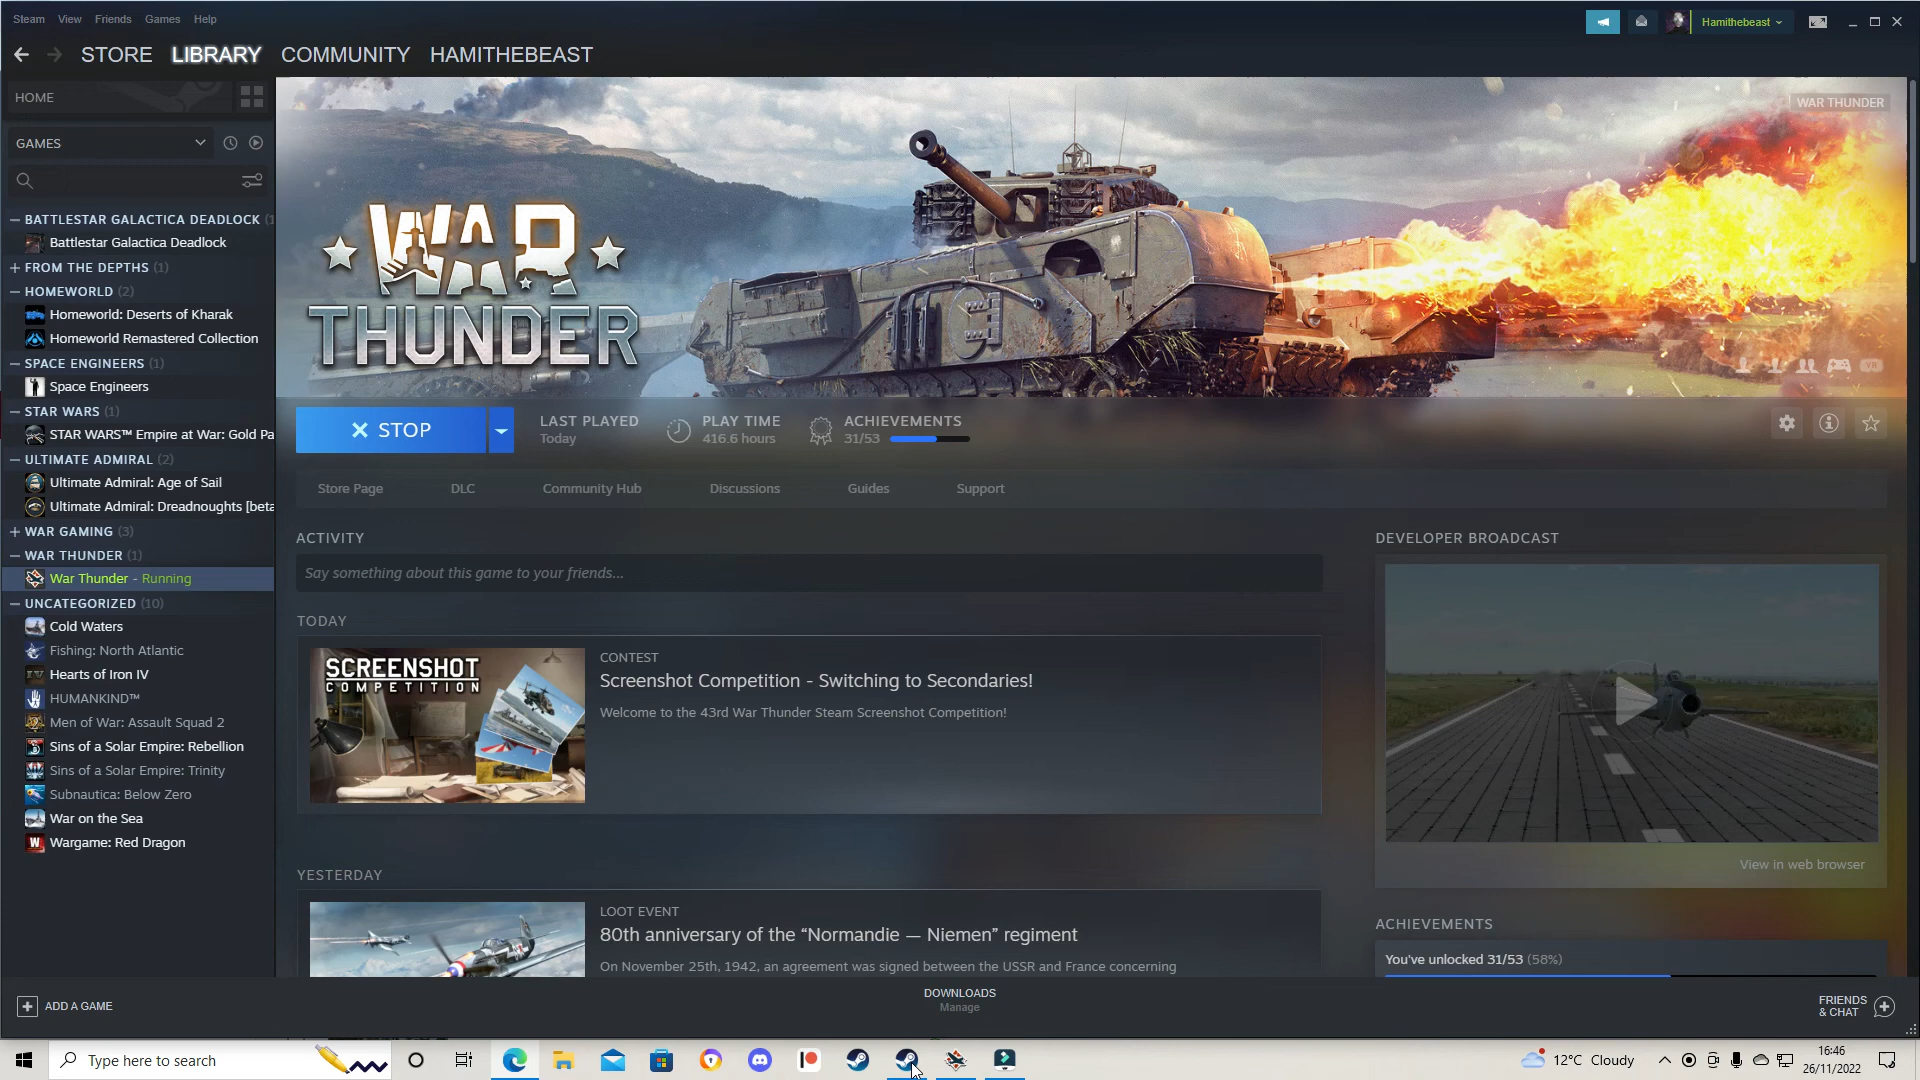 Steam View Friends Games Help
Hamithebeast
STORE LIBRARY COMMUNITY HAMITHEBEAST
HOME
GAMES
BATTLESTAR GALACTICA DEADLOCK (1
Battlestar Galactica Deadlock
FROM THE DEPTHS (1)
HOMEWORLD (2)
Homeworld: Deserts of Kharak
Homeworld Remastered Collection
SPACE ENGINEERS (1)
Space Engineers
STAR WARS (1)
STAR WARS™ Empire at War: Gold Pa
ULTIMATE ADMIRAL (2)
Ultimate Admiral: Age of Sail
Ultimate Admiral: Dreadnoughts [beta
WAR GAMING (3)
WAR THUNDER (1)
War Thunder - Running
UNCATEGORIZED (10)
Cold Waters
Fishing: North Atlantic
Hearts of Iron IV
HUMANKIND™
Men of War: Assault Squad 2
Sins of a Solar Empire: Rebellion
Sins of a Solar Empire: Trinity
Subnautica: Below Zero
War on the Sea
Wargame: Red Dragon
ADD A GAME
WAR THUNDER
WAR
THUNDER
VR
STOP
LAST PLAYED
Today
PLAY TIME
416.6 hours
ACHIEVEMENTS
31/53
Store Page DLC Community Hub Discussions Guides Support
ACTIVITY
Say something about this game to your friends...
TODAY
SCREENSHOT
COMPETITION
CONTEST
Screenshot Competition - Switching to Secondaries!
Welcome to the 43rd War Thunder Steam Screenshot Competition!
YESTERDAY
LOOT EVENT
80th anniversary of the “Normandie — Niemen” regiment
On November 25th, 1942, an agreement was signed between the USSR and France concerning
DEVELOPER BROADCAST
View in web browser
ACHIEVEMENTS
You've unlocked 31/53 (58%)
DOWNLOADS
Manage
FRIENDS
& CHAT
Type here to search
12°C Cloudy
16:46
26/11/2022